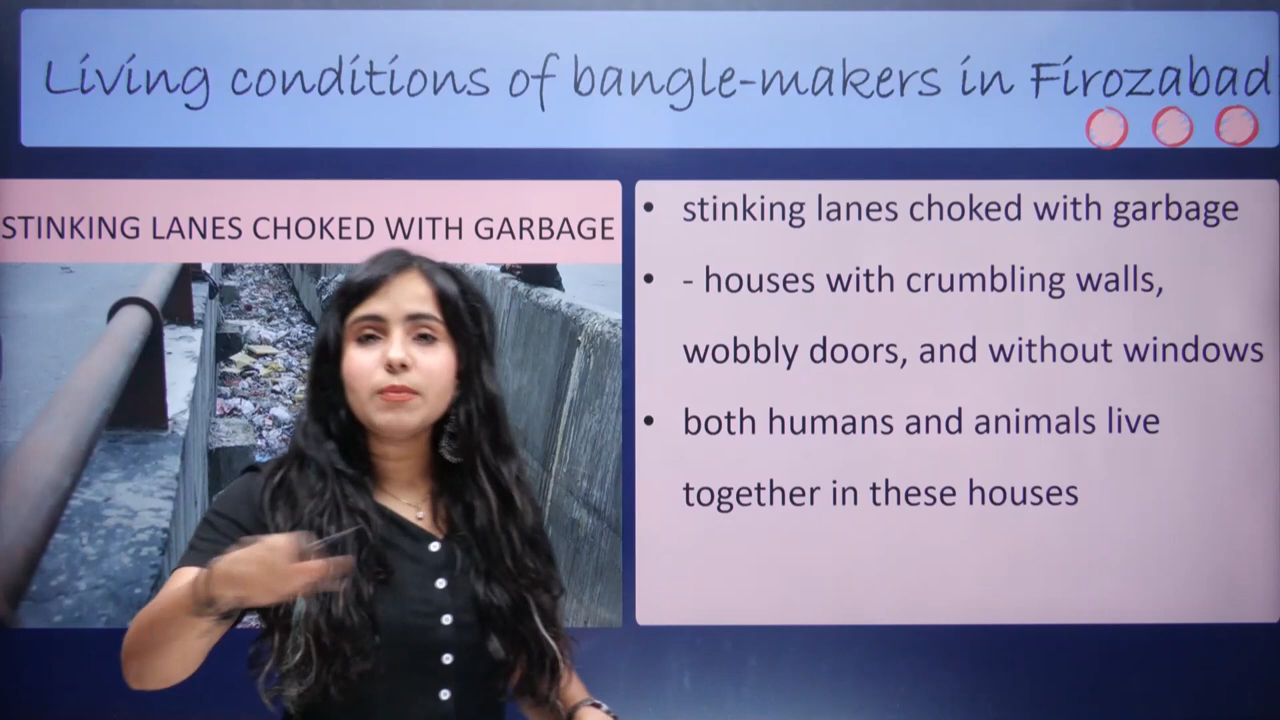 Living conditions of bangle-makers in Firozabad
STINKING LANES CHOKED WITH GARBAGE
• stinking lanes choked with garbage
• - houses with crumbling walls,
wobbly doors, and without windows
• both humans and animals live
together in these houses